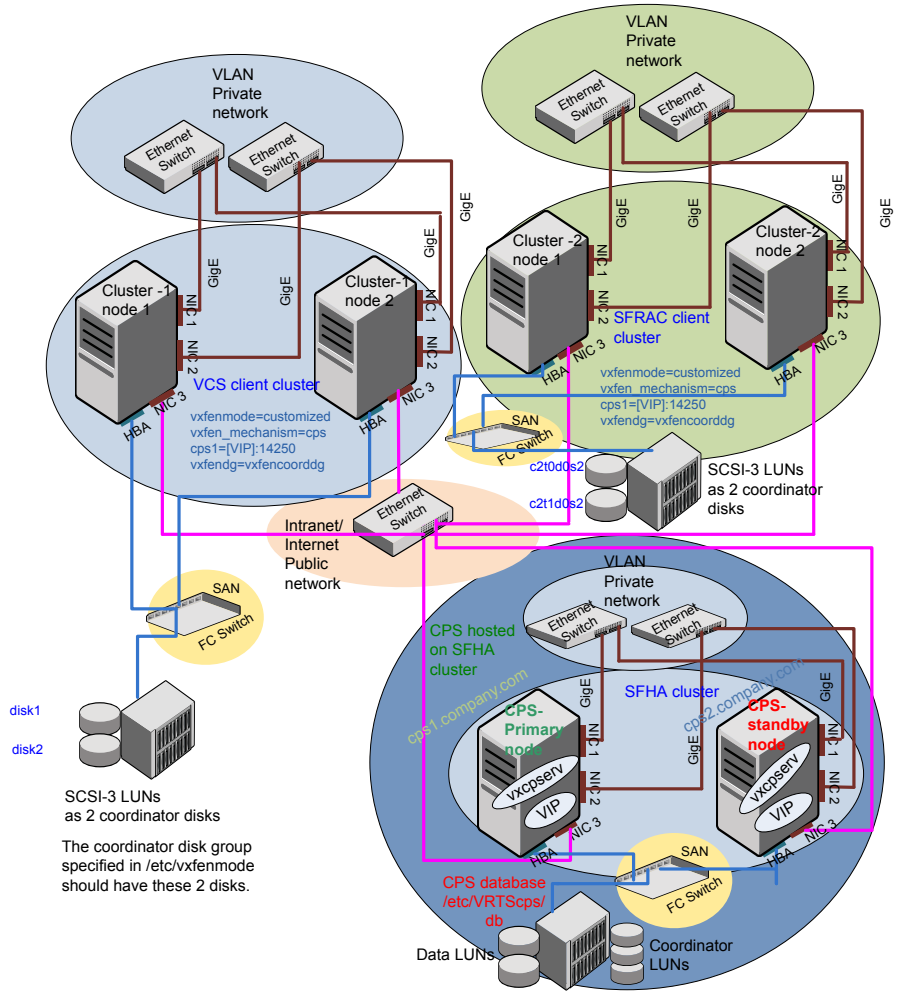 VLAN
Private
network
Ethernet
Switch
Ethernet
Switch
GigE
GigE
GigE
GigE
Cluster -1
node 1
NIC 1
NIC 2
NIC 3
HBA
Cluster-1
node 2
NIC 1
NIC 2
NIC 3
HBA
VCS client cluster
vxfenmode=customized
vxfen_mechanism=cps
cps1=[VIP]:14250
vxfendg=vxfencoorddg
VLAN
Private
network
Ethernet
Switch
Ethernet
Switch
GigE
GigE
GigE
GigE
Cluster -2
node 1
NIC 1
NIC 2
NIC 3
HBA
Cluster-2
node 2
NIC 1
NIC 2
NIC 3
HBA
SFRAC client
cluster
vxfenmode=customized
vxfen_mechanism=cps
cps1=[VIP]:14250
vxfendg=vxfencoorddg
SAN
FC Switch
c2t0d0s2
c2t1d0s2
SCSI-3 LUNs
as 2 coordinator
disks
Intranet/
Internet
Public
network
Ethernet
Switch
SAN
FC Switch
disk1
disk2
SCSI-3 LUNs
as 2 coordinator disks
The coordinator disk group
specified in /etc/vxfenmode
should have these 2 disks.
VLAN
Private
network
Ethernet
Switch
Ethernet
Switch
CPS hosted
on SFHA
cluster
SFHA cluster
GigE
GigE
GigE
cps1.company.com
cps2.company.com
CPS-
Primary
node
vxcpserv
VIP
NIC 1
NIC 2
NIC 3
HBA
CPS-
standby
node
vxcpserv
VIP
NIC 1
NIC 2
NIC 3
HBA
SAN
FC Switch
CPS database
/etc/VRTScps/
db
Data LUNs
Coordinator
LUNs